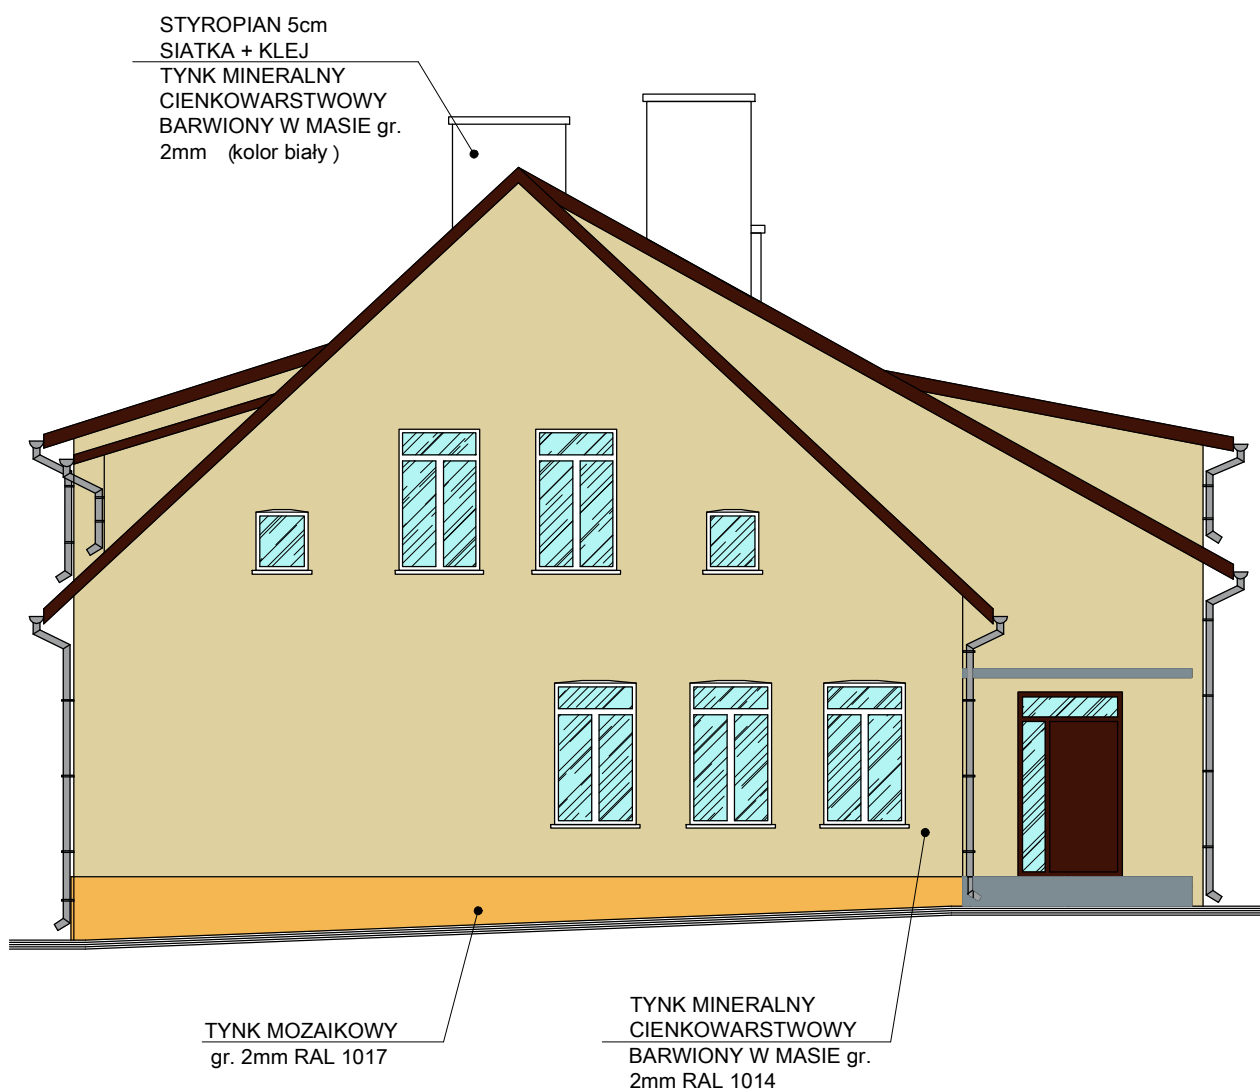 STYROPIAN 5cm
SIATKA + KLEJ
TYNK MINERALNY
CIENKOWARSTWOWY
BARWIONY W MASIE gr.
2mm (kolor biały )
TYNK MOZAIKOWY
gr. 2mm RAL 1017
TYNK MINERALNY
CIENKOWARSTWOWY
BARWIONY W MASIE gr.
2mm RAL 1014